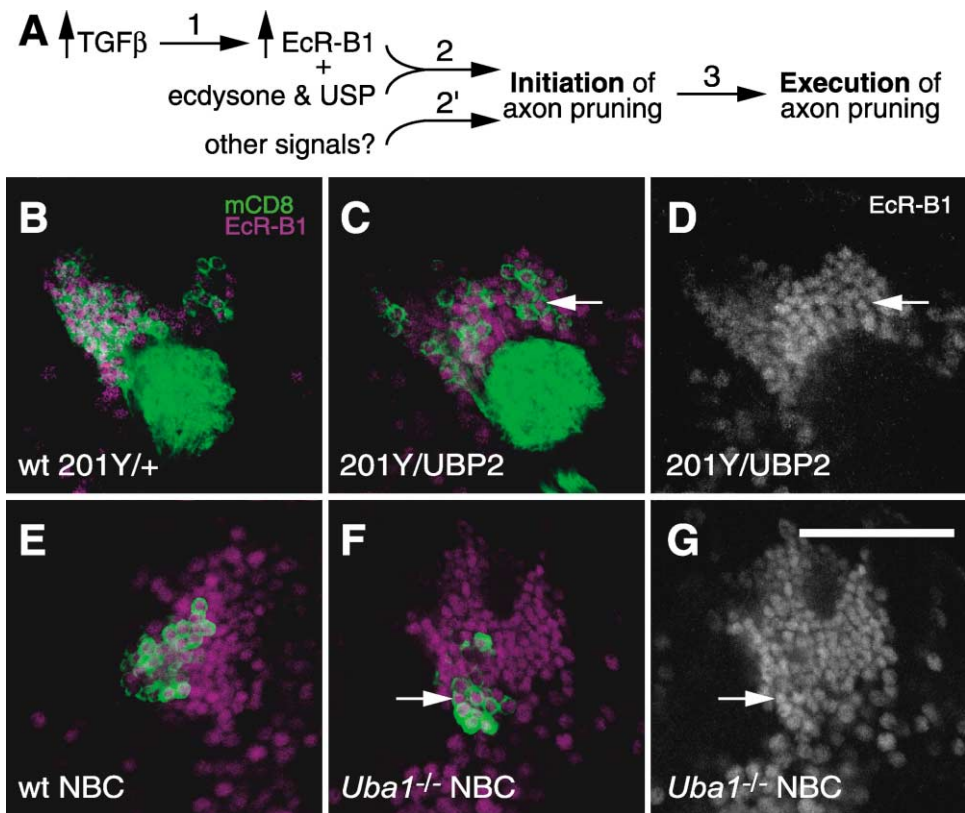 A
↑TGFβ 1 ↑ EcR-B1
+
ecdysone & USP
other signals?
2
2'
Initiation of
axon pruning
3
Execution of
axon pruning
B
mCD8
EcR-B1
wt 201Y/+
C
201Y/UBP2
D
EcR-B1
201Y/UBP2
E
wt NBC
F
Uba1-/- NBC
G
Uba1-/- NBC